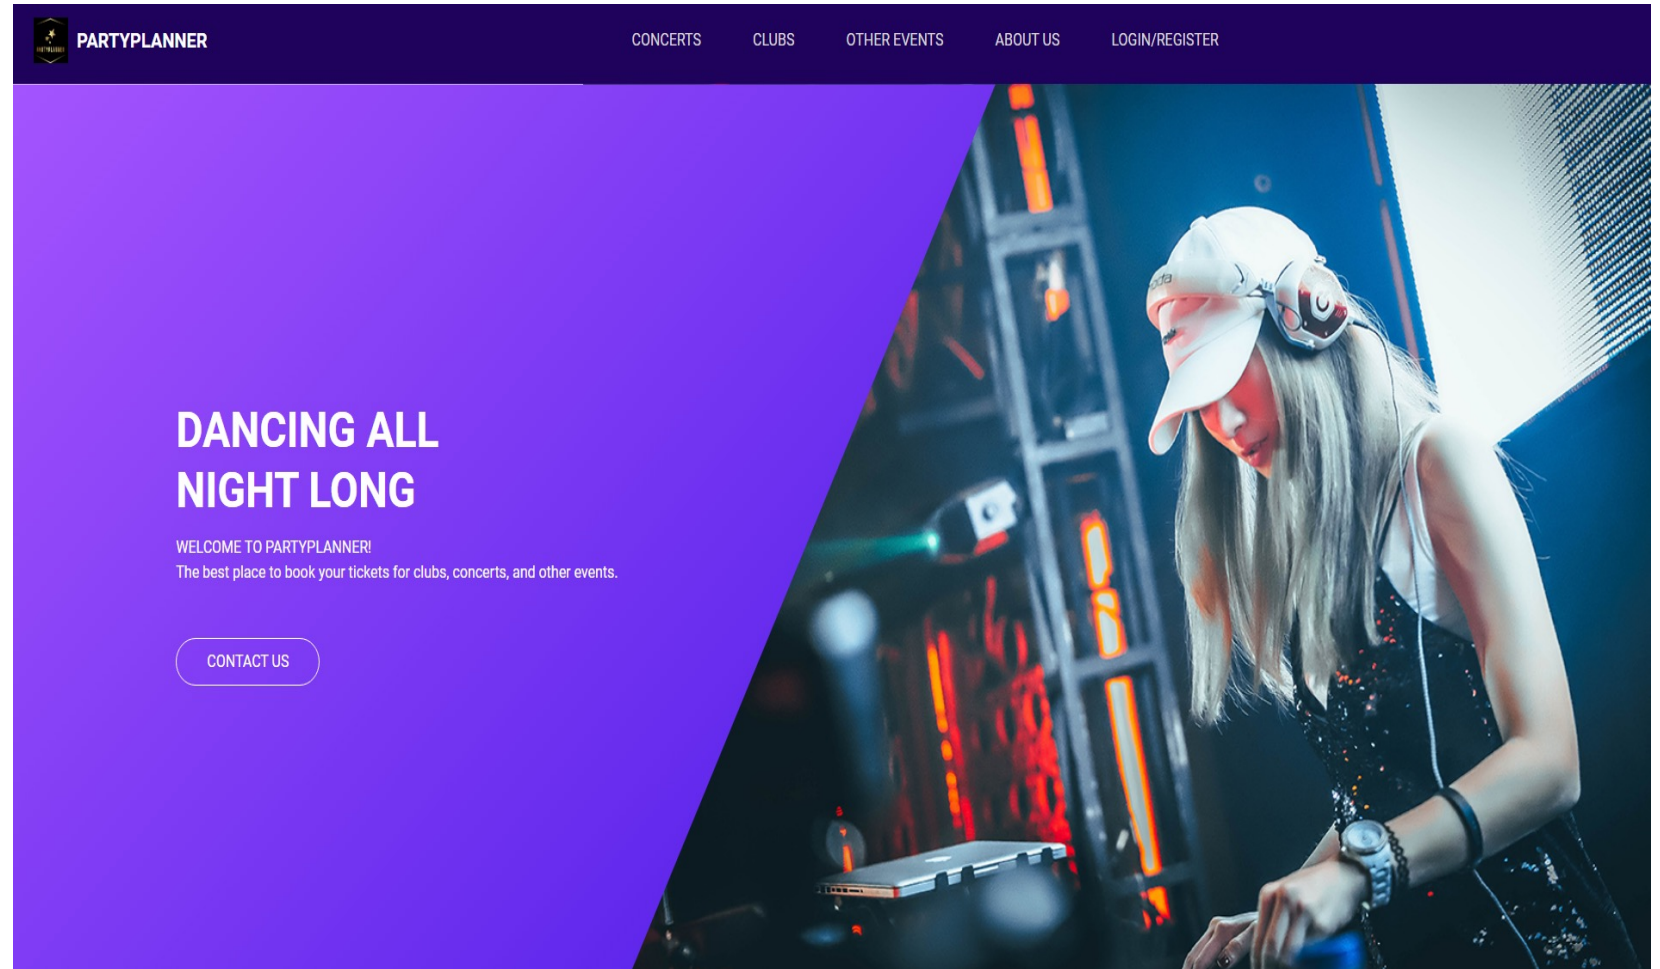 PARTYPLANNER
CONCERTS
CLUBS
OTHER EVENTS
ABOUT US
LOGIN/REGISTER
DANCING ALL
NIGHT LONG
WELCOME TO PARTYPLANNER!
The best place to book your tickets for clubs, concerts, and other events.
CONTACT US